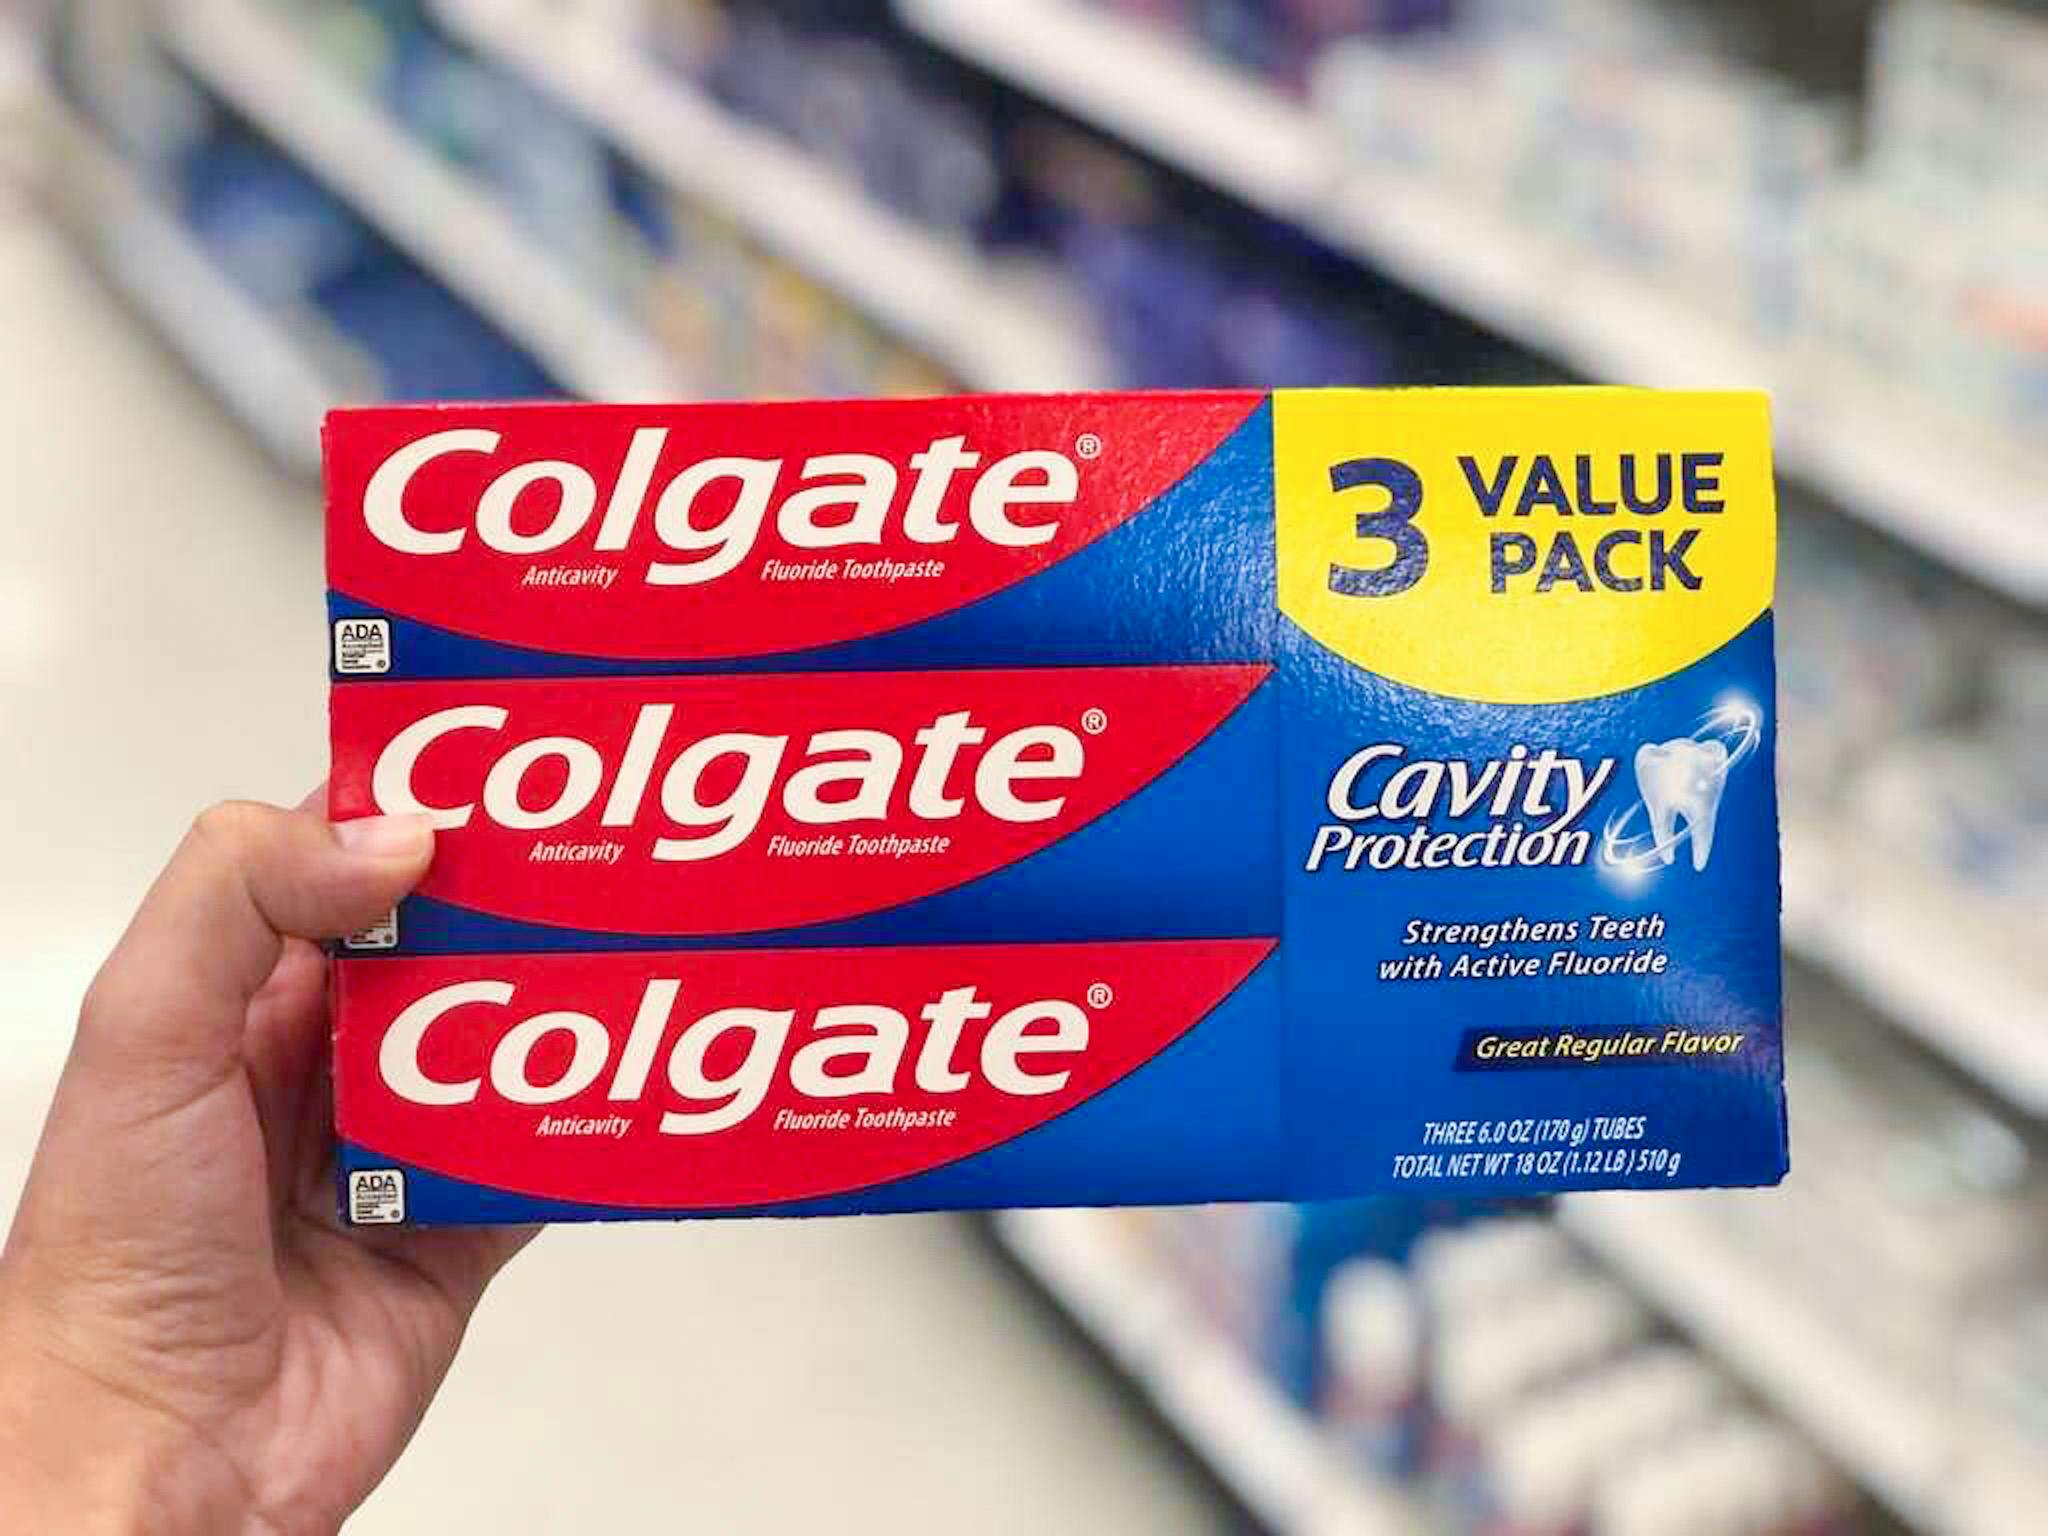 Colgate®
Anticavity Fluoride Toothpaste
ADA
Accepted
Colgate®
Anticavity Fluoride Toothpaste
Colgate®
Anticavity Fluoride Toothpaste
ADA
Accepted
3 VALUE
PACK
Cavity
Protection
Strengthens Teeth
with Active Fluoride
Great Regular Flavor
THREE 6.0 OZ (170 g) TUBES
TOTAL NET WT 18 OZ (1.12 LB) 510 g